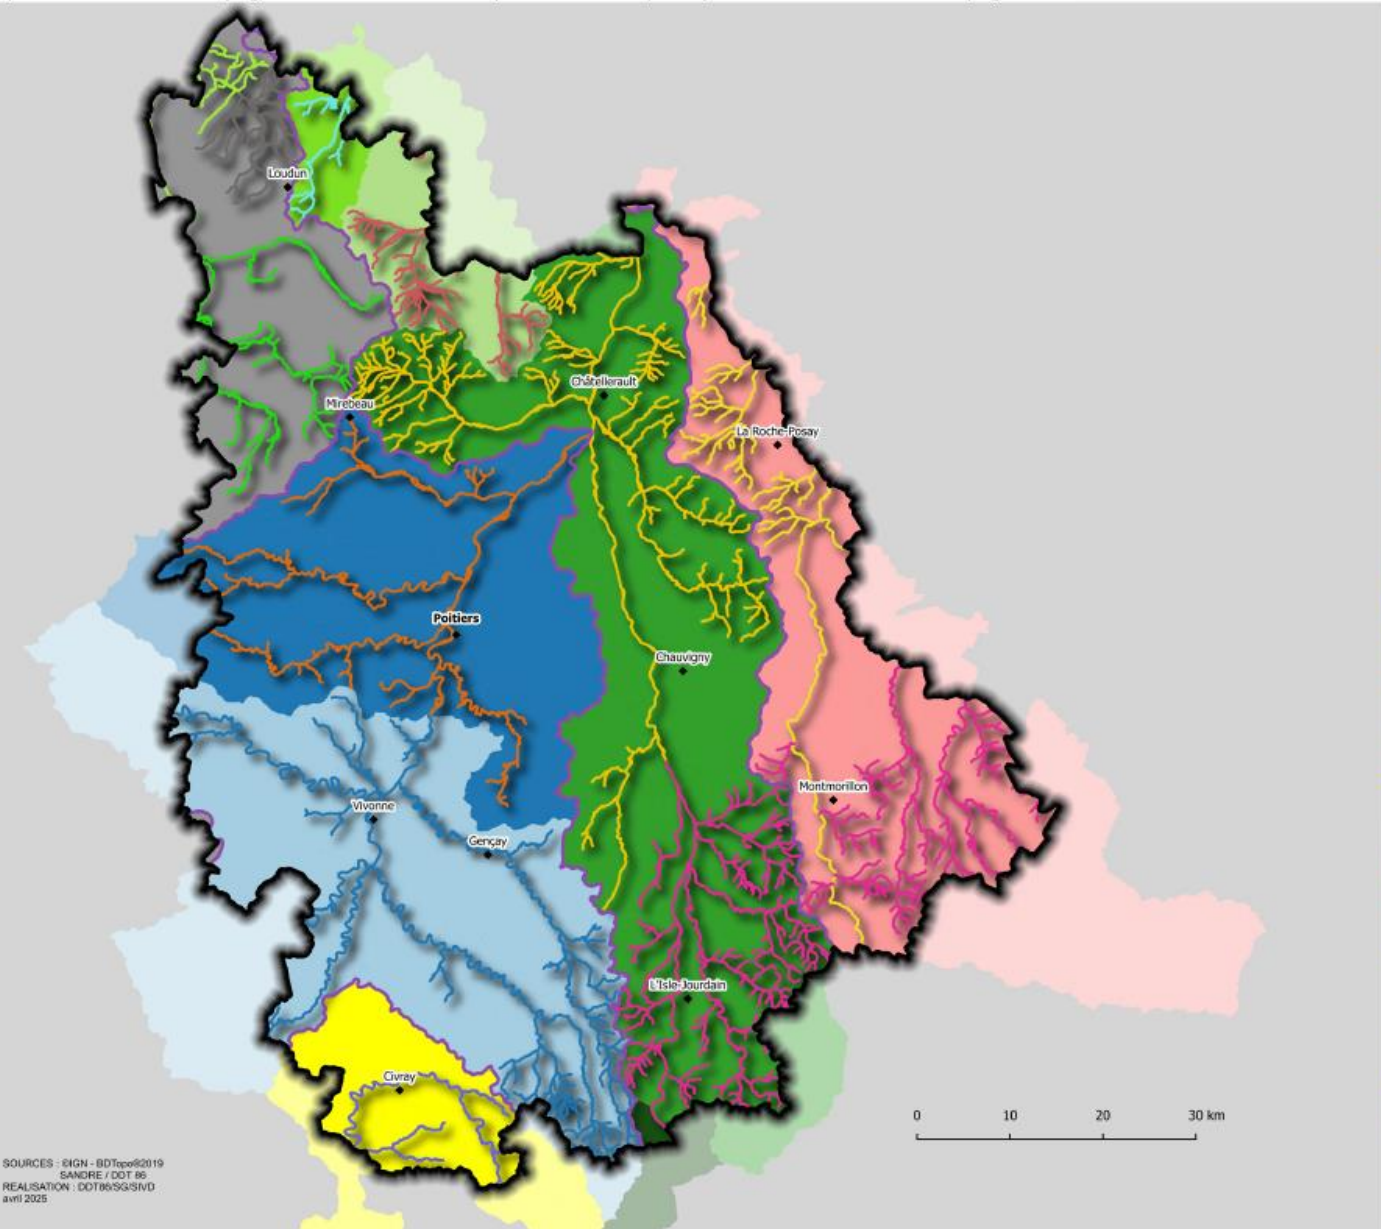 Loudun
Châtellerault
Mirebeau
La Roche-Posay
Poitiers
Chauvigny
Montmorillon
Vivonne
Gençay
L'Isle-Jourdain
Civray
0 10 20 30 km
SOURCES : ©IGN - BDTopo®2019
SANDRE / DDT 86
REALISATION : DDT86/SG/SIVD
avril 2025